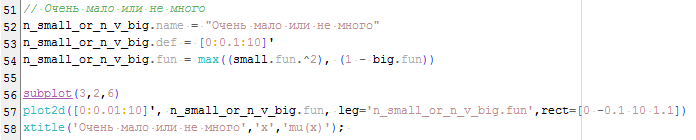 51 // Очень мало или не много
52 n_small_or_n_v_big.name = "Очень мало или не много"
53 n_small_or_n_v_big.def = [0:0.1:10]'
54 n_small_or_n_v_big.fun = max((small.fun.^2), (1 - big.fun))
55
56 subplot(3,2,6)
57 plot2d([0:0.01:10]', n_small_or_n_v_big.fun, leg='n_small_or_n_v_big.fun',rect=[0 -0.1 10 1.1])
58 xtitle('Очень мало или не много','x','mu(x)');